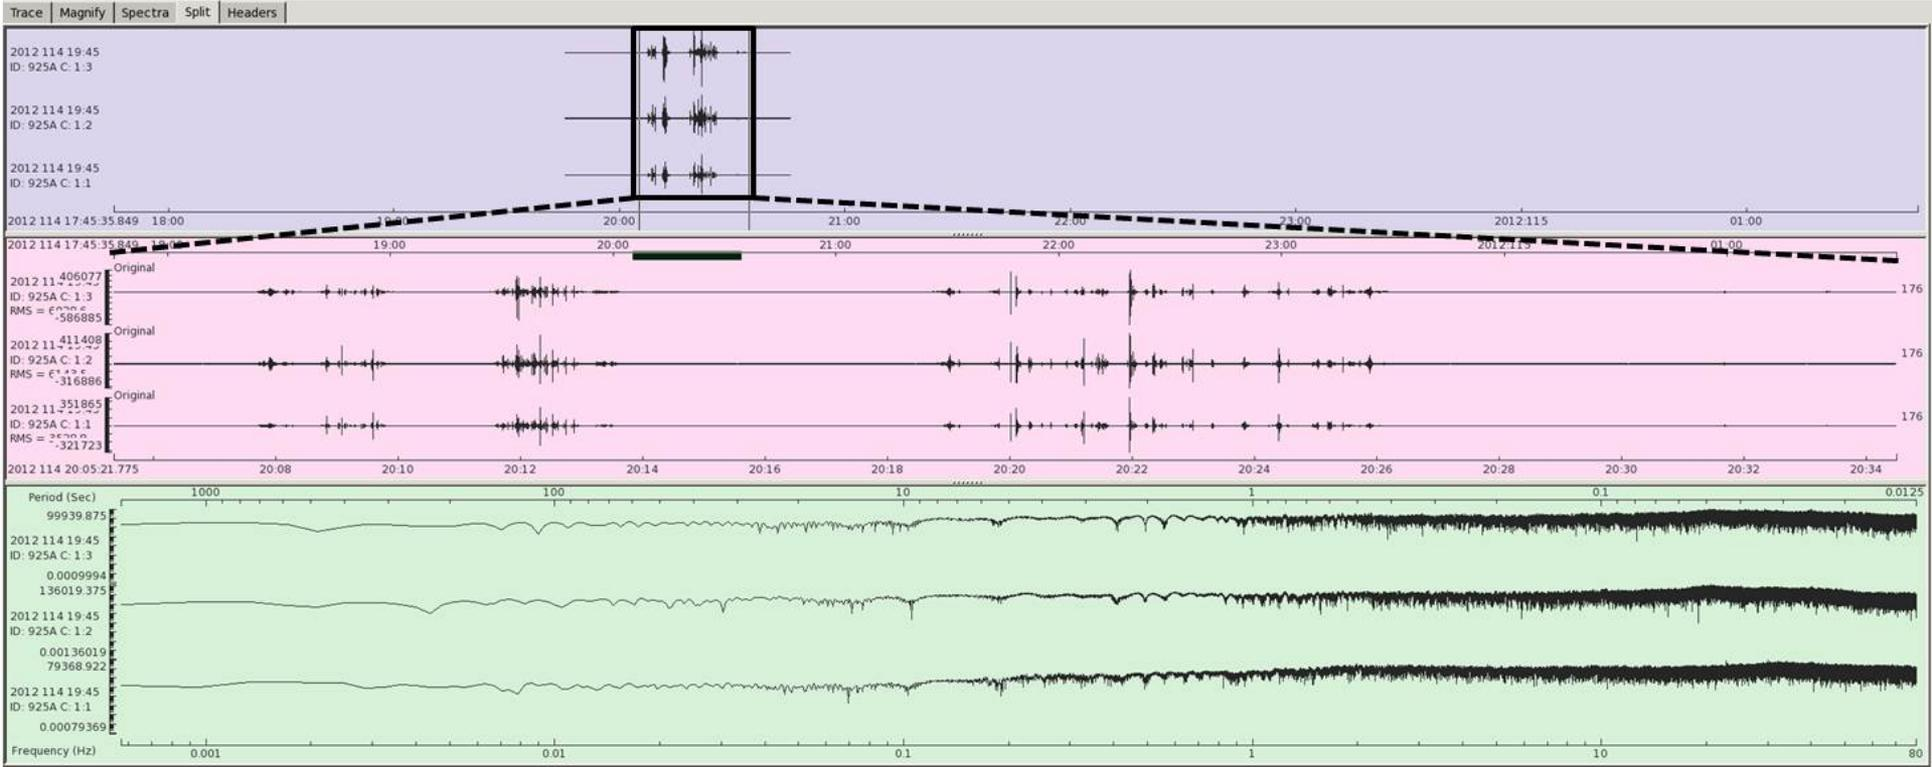 Trace Magnify Spectra Split Headers
2012 114 19:45
ID: 925A C: 1:3
2012 114 19:45
ID: 925A C: 1:2
2012 114 19:45
ID: 925A C: 1:1
2012 114 17:45:35.849 18:00 19:00 20:00 21:00 22:00 23:00 2012:115 01:00
2012 114 17:45:35.849 18:00 19:00 20:00 21:00 22:00 23:00 2012:115 01:00
Original
406077
ID: 925A C: 1:3
176
RMS =
-586885
Original
411408
ID: 925A C: 1:2
176
RMS =
-316886
Original
351865
ID: 925A C: 1:1
176
RMS =
-321723
2012 114 20:05:21.775 20:08 20:10 20:12 20:14 20:16 20:18 20:20 20:22 20:24 20:26 20:28 20:30 20:32 20:34
Period (Sec) 1000 100 10 1 0.1 0.0125
99939.875
2012 114 19:45
ID: 925A C: 1:3
0.0009994
136019.375
2012 114 19:45
ID: 925A C: 1:2
0.00136019
79368.922
2012 114 19:45
ID: 925A C: 1:1
0.00079369
Frequency (Hz) 0.001 0.01 0.1 1 10 80